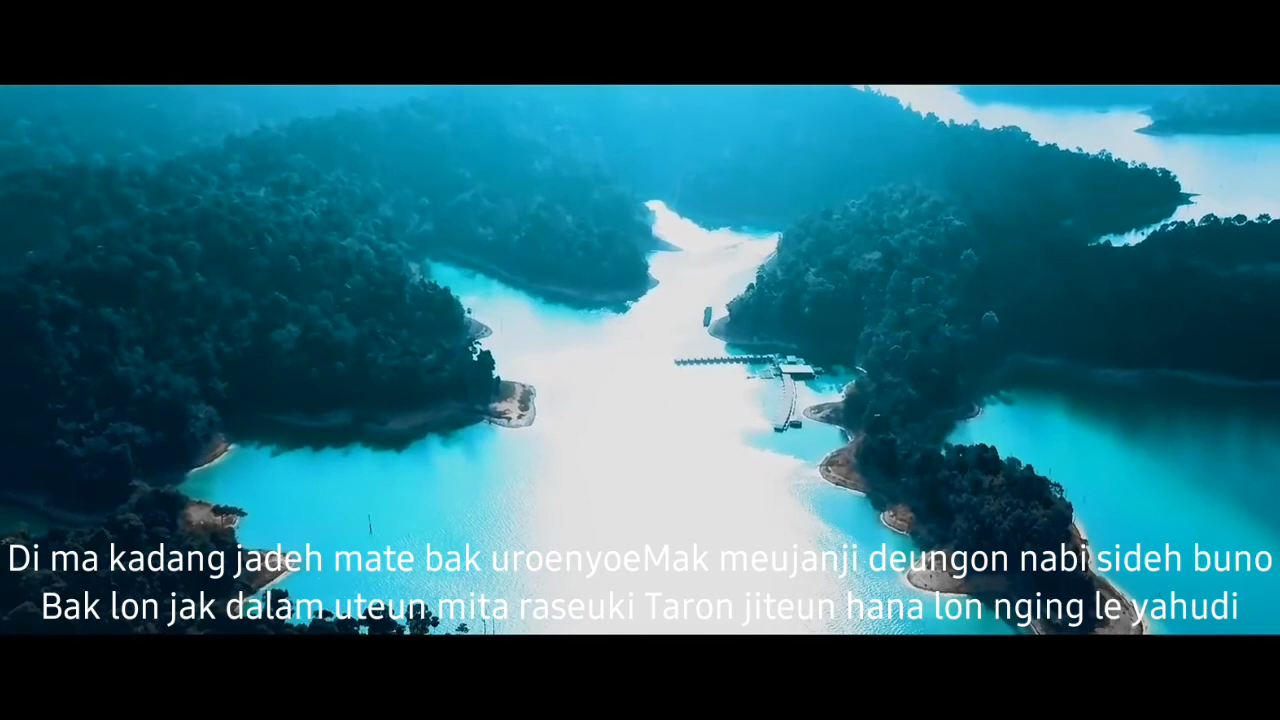 Di ma kadang jadeh mate bak uroenyoeMak meujanji deungon nabi sideh buno
Bak lon jak dalam uteun mita raseuki Taron jiteun hana lon nging le yahudi